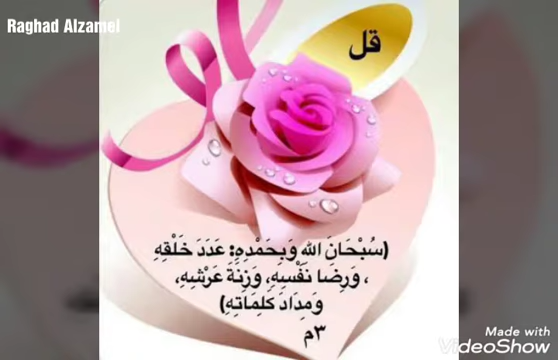 Raghad Alzamel
قل
(سُبْحَانَ اللهِ وَبِحَمْدِهِ: عَدَدَ خَلْقِهِ
، وَرِضَا نَفْسِهِ، وَزِنَةَ عَرْشِهِ،
وَمِدَادَ كَلِمَاتِهِ)
٣م
Made with
VideoShow